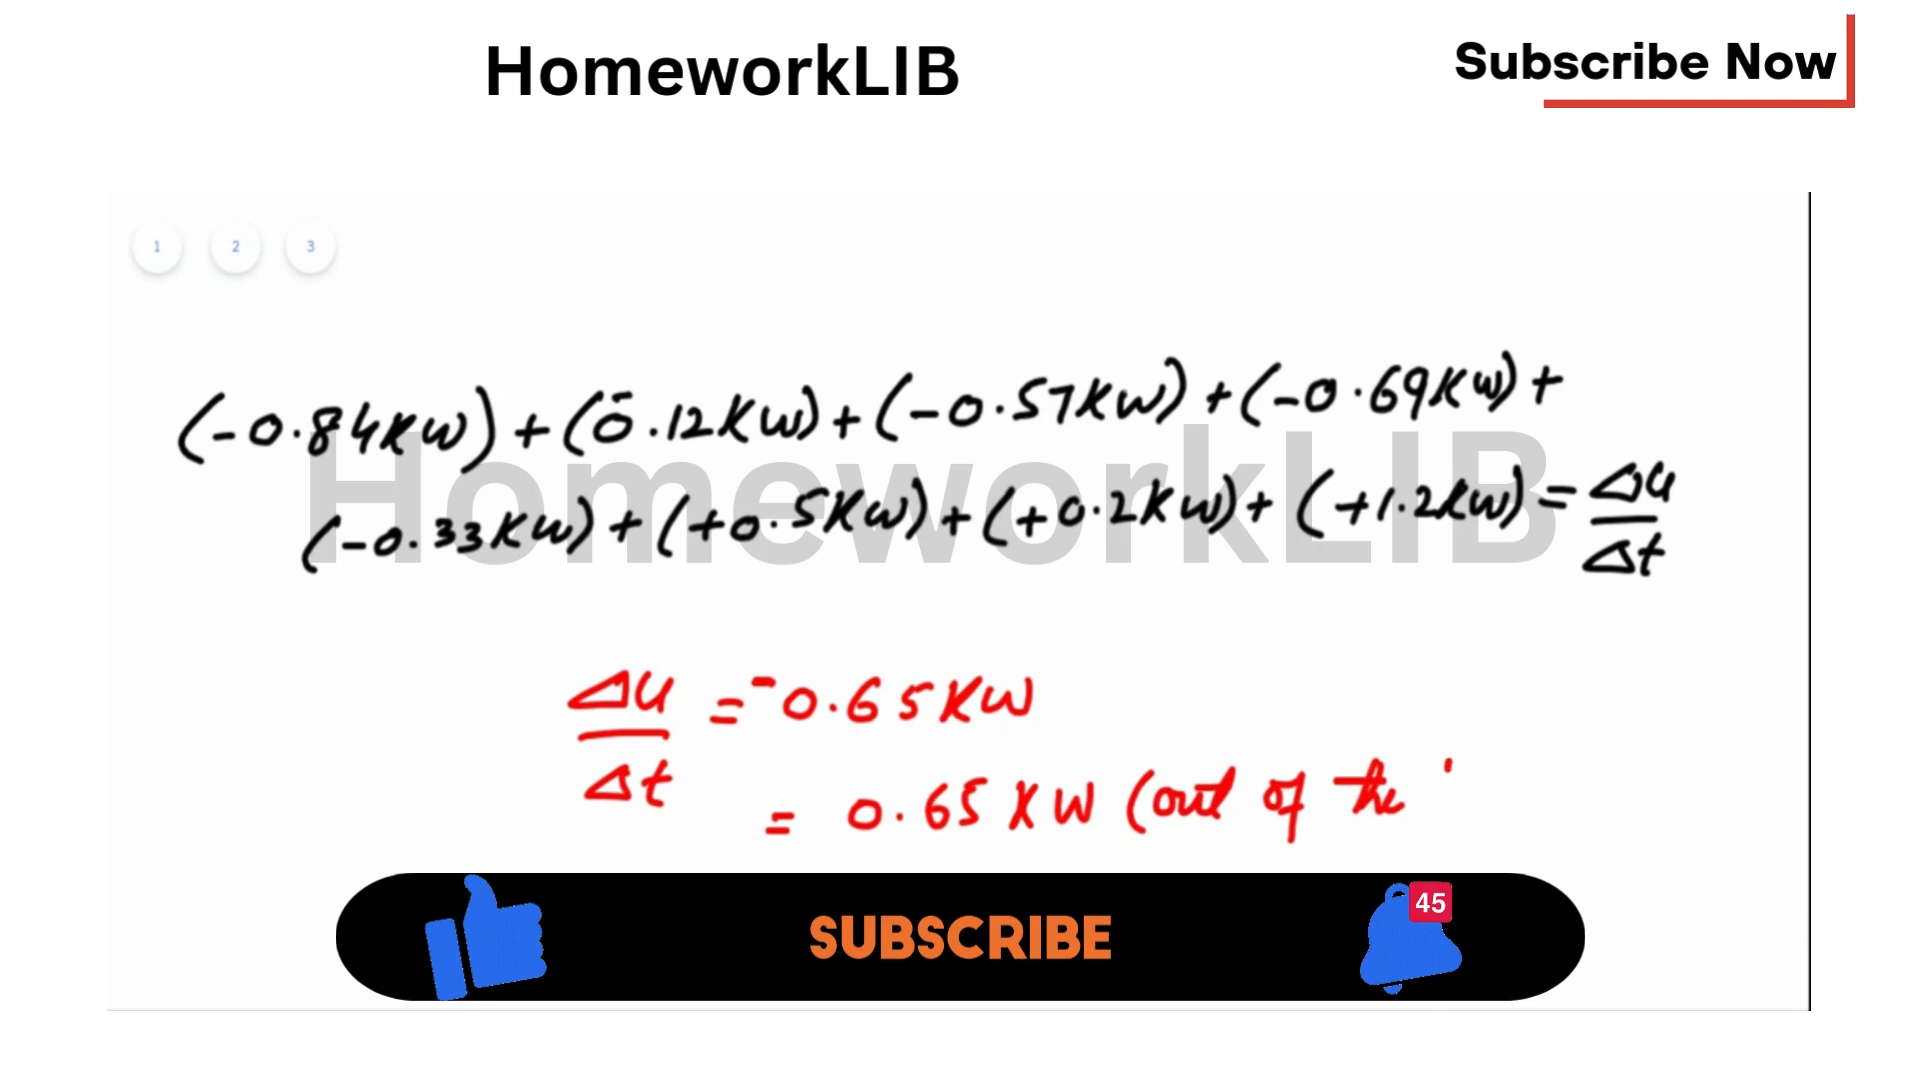 HomeworkLIB
Subscribe Now
1 2 3
(-0.84KW) + (-0.12KW) + (-0.57KW) + (-0.69KW) +
HomeworkLIB
(-0.33KW) + (+0.5KW) + (+0.2KW) + (+1.2KW) = Δu/Δt
Δu/Δt = -0.65KW
= 0.65 KW (out of the
SUBSCRIBE
45